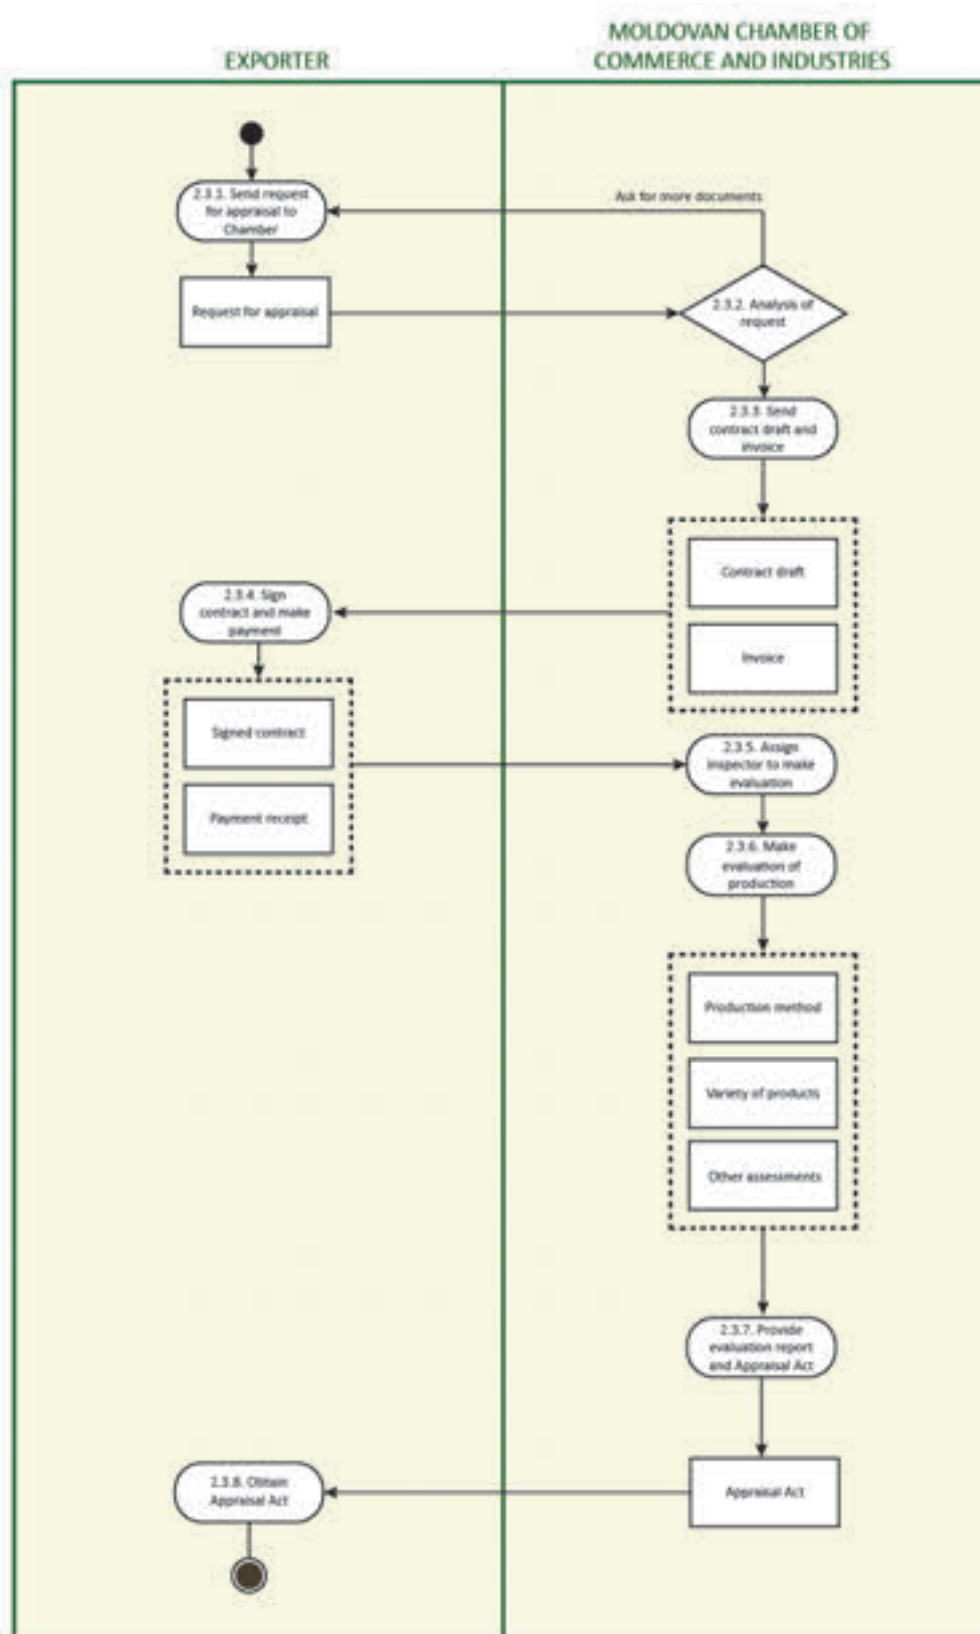 EXPORTER
MOLDOVAN CHAMBER OF
COMMERCE AND INDUSTRIES
2.3.1. Send request
for appraisal to
Chamber
Ask for more documents
Request for appraisal
2.3.2. Analysis of
request
2.3.3. Send
contract draft and
invoice
Contract draft
Invoice
2.3.4. Sign
contract and make
payment
Signed contract
Payment receipt
2.3.5. Assign
inspector to make
evaluation
2.3.6. Make
evaluation of
production
Production method
Variety of products
Other assessments
2.3.7. Provide
evaluation report
and Appraisal Act
Appraisal Act
2.3.8. Obtain
Appraisal Act